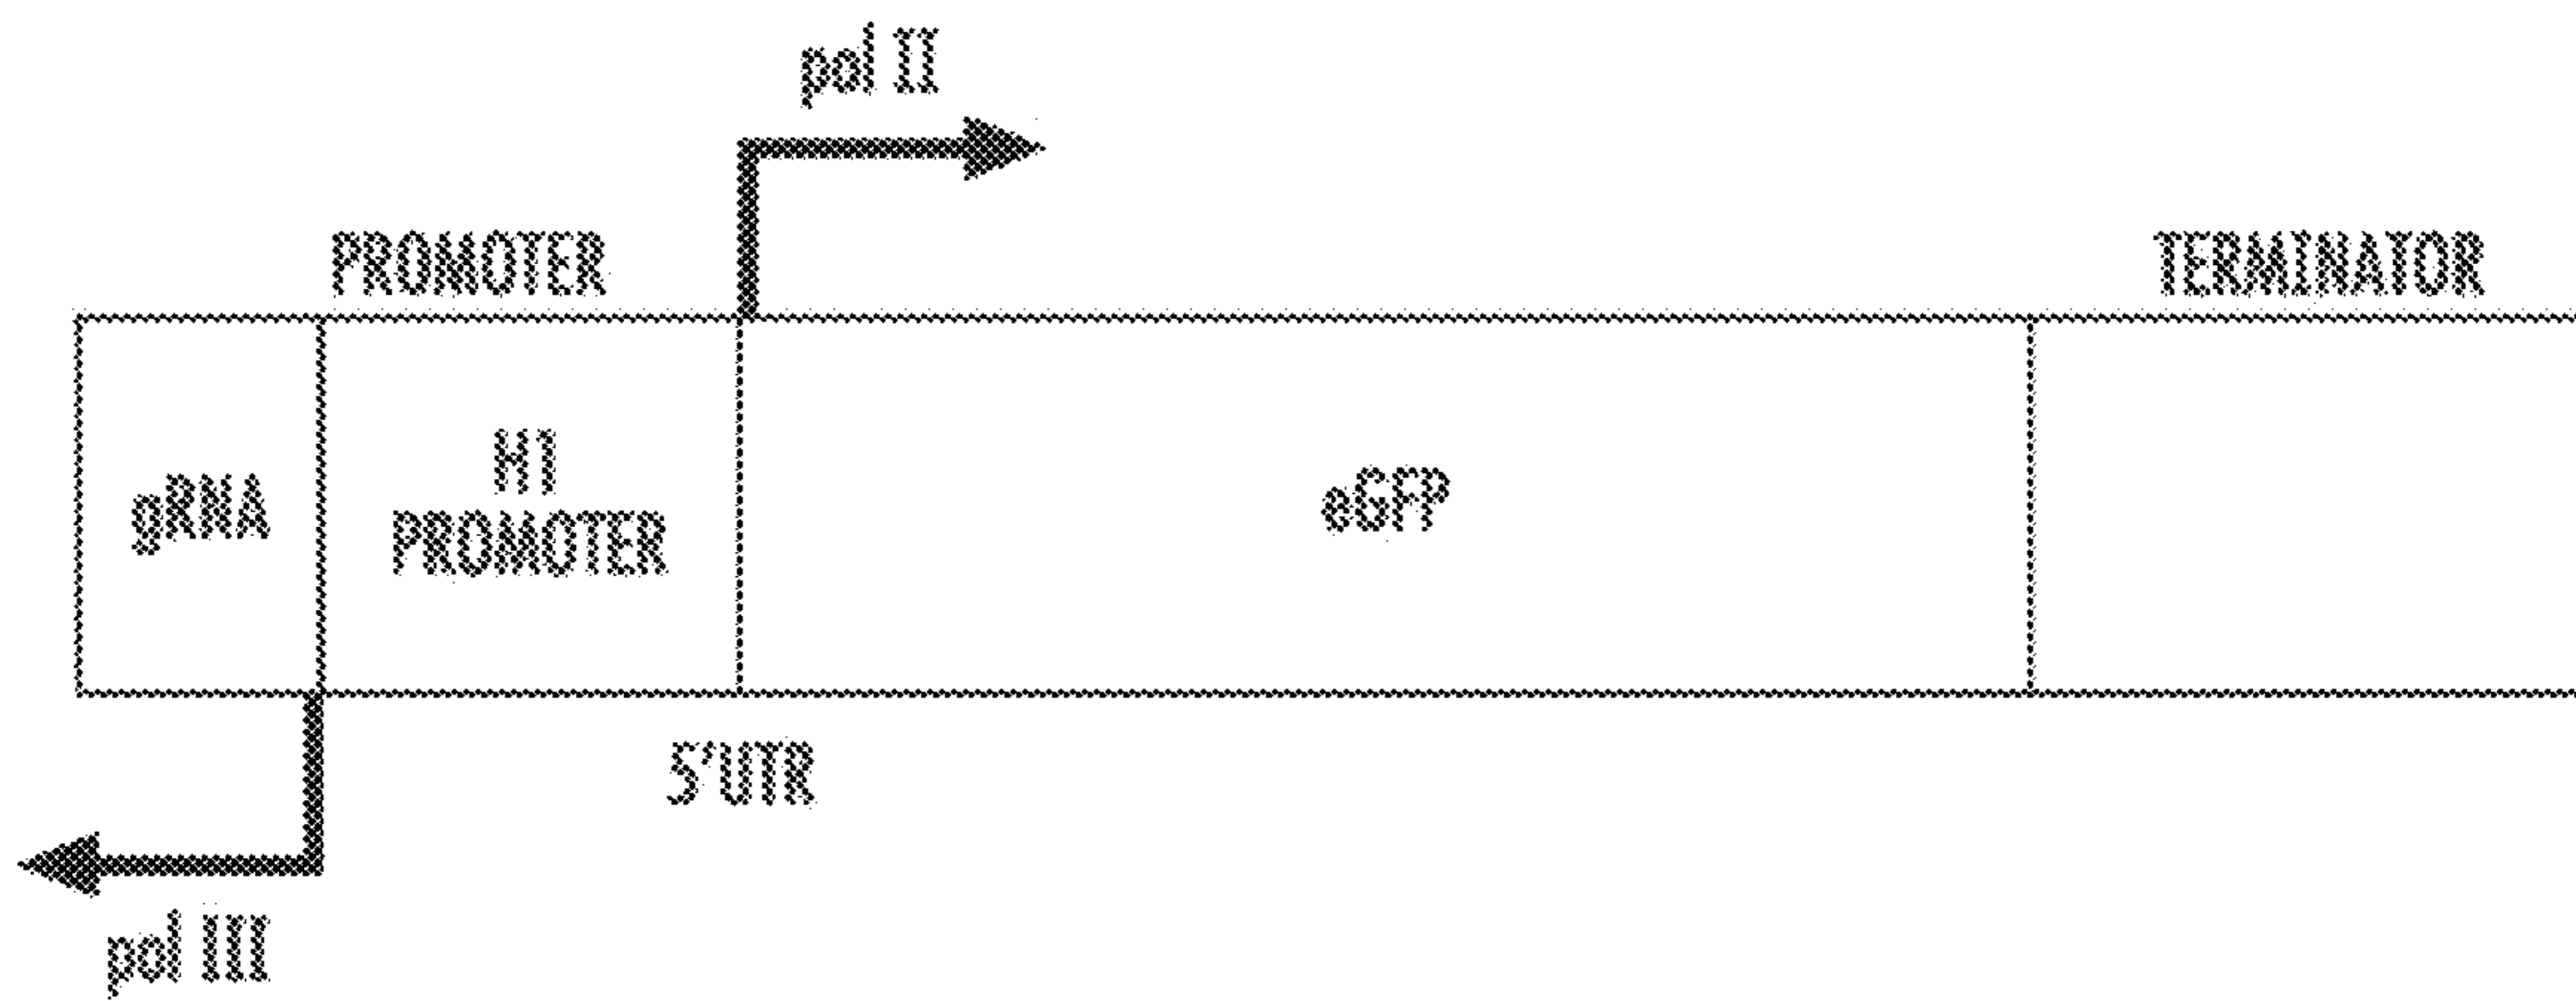 pol II
PROMOTER
TERMINATOR
gRNA
H1
PROMOTER
eGFP
5'UTR
pol III